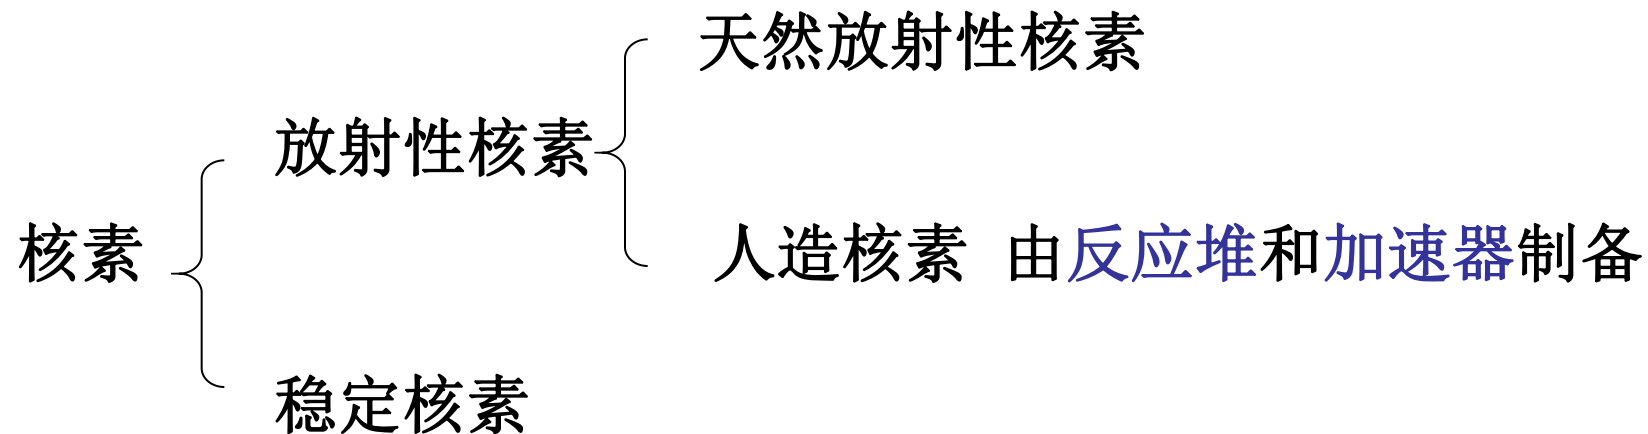 天然放射性核素
放射性核素
核素
人造核素 由反应堆和加速器制备
稳定核素